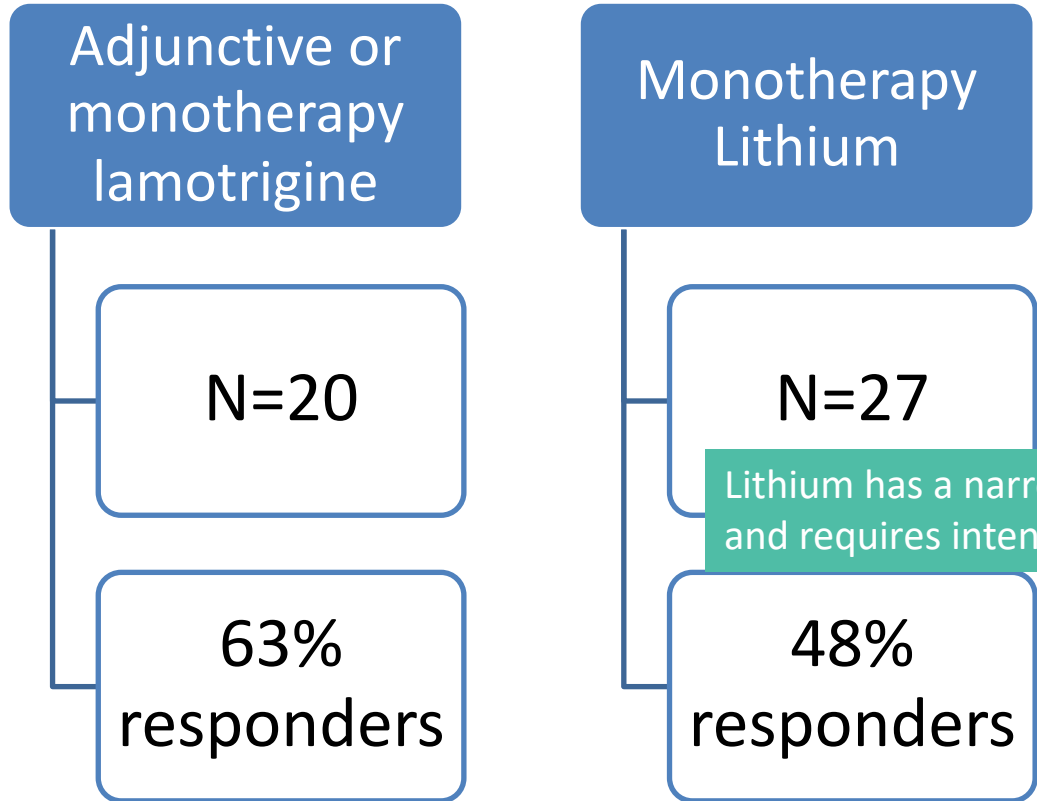 Adjunctive or
monotherapy
lamotrigine
N=20
63%
responders
Monotherapy
Lithium
N=27
Lithium has a
and requires
48%
responders